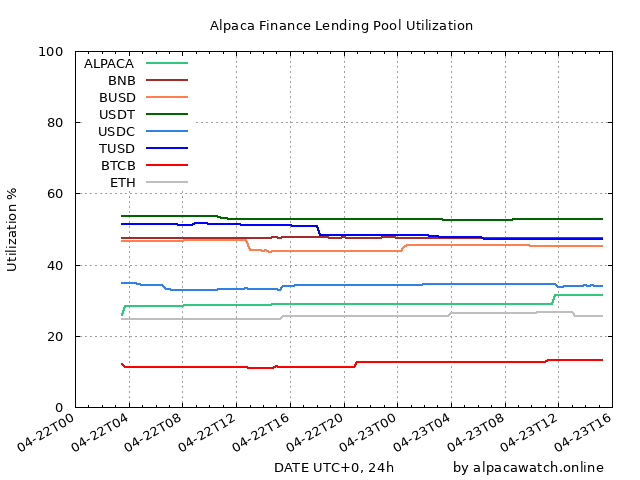 Alpaca Finance Lending Pool Utilization
100
80
60
40
20
0
Utilization %
ALPACA
BNB
BUSD
USDT
USDC
TUSD
BTCB
ETH
04-22T00
04-22T04
04-22T08
04-22T12
04-22T16
04-22T20
04-23T00
04-23T04
04-23T08
04-23T12
04-23T16
DATE UTC+0, 24h
by alpacawatch.online